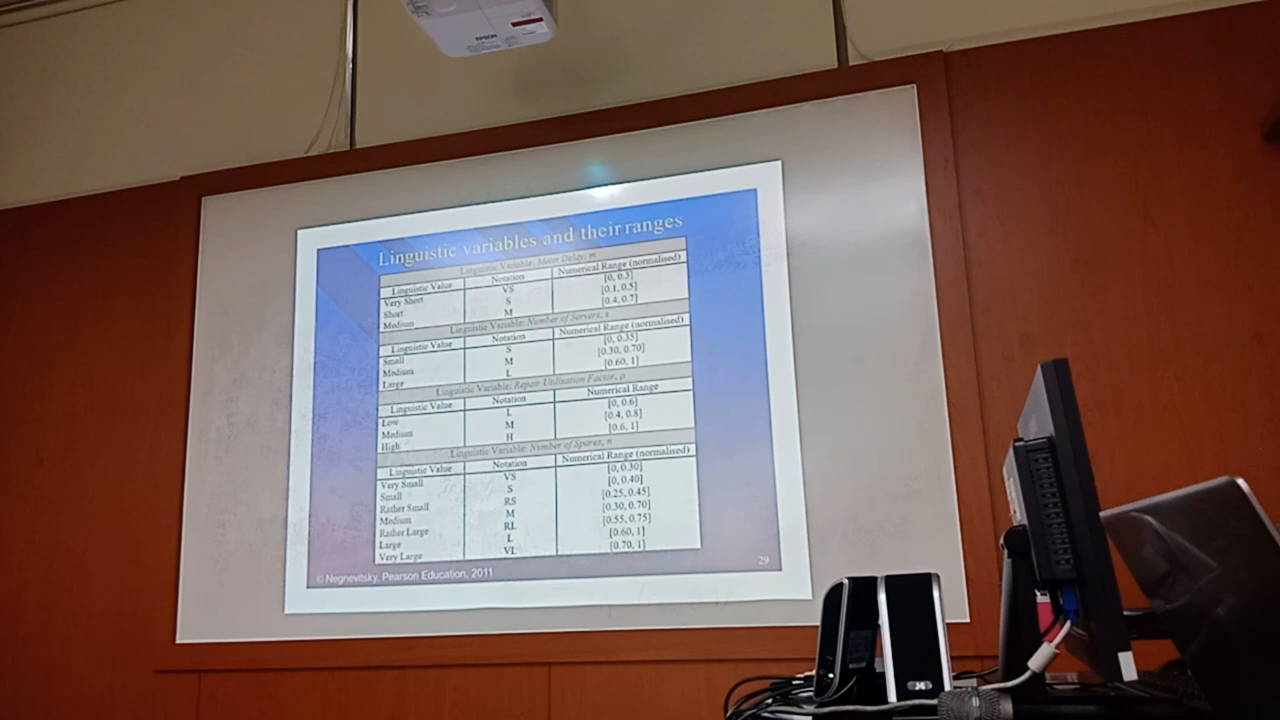 EPSON
Linguistic variables and their ranges
Linguistic Variable: Mean Delay, m
Linguistic Value Notation Numerical Range (normalised)
Very Short VS [0, 0.3]
Short S [0.1, 0.5]
Medium M [0.4, 0.7]
Linguistic Variable: Number of Servers, s
Linguistic Value Notation Numerical Range (normalised)
Small S [0, 0.35]
Medium M [0.30, 0.70]
Large L [0.60, 1]
Linguistic Variable: Repair Utilisation Factor, ρ
Linguistic Value Notation Numerical Range
Low L [0, 0.6]
Medium M [0.4, 0.8]
High H [0.6, 1]
Linguistic Variable: Number of Spares, n
Linguistic Value Notation Numerical Range (normalised)
Very Small VS [0, 0.30]
Small S [0, 0.40]
Rather Small RS [0.25, 0.45]
Medium M [0.30, 0.70]
Rather Large RL [0.55, 0.75]
Large L [0.60, 1]
Very Large VL [0.70, 1]
© Negnevitsky, Pearson Education, 2011
29